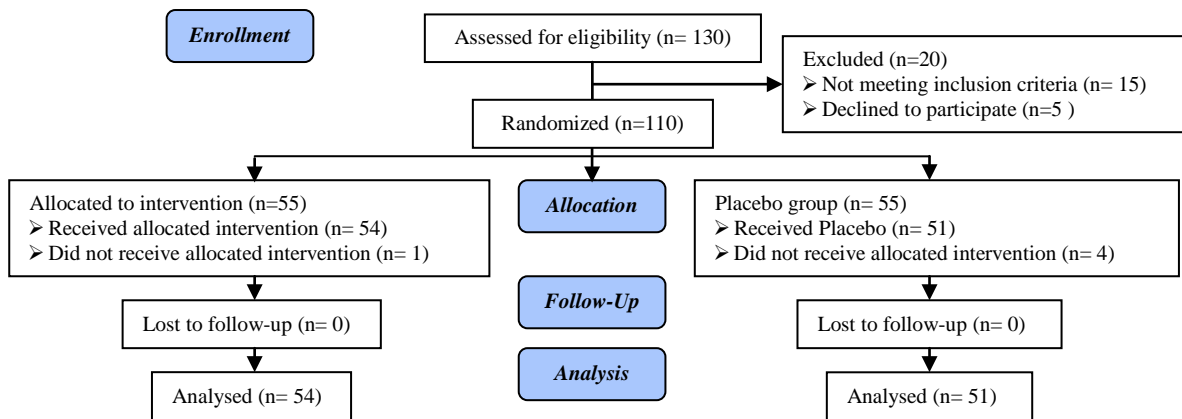 Enrollment
Assessed for eligibility (n= 130)
Excluded (n=20)
➢ Not meeting inclusion criteria (n= 15)
➢ Declined to participate (n=5 )
Randomized (n=110)
Allocated to intervention (n=55)
➢ Received allocated intervention (n= 54)
➢ Did not receive allocated intervention (n= 1)
Allocation
Placebo group (n= 55)
➢ Received Placebo (n= 51)
➢ Did not receive allocated intervention (n= 4)
Follow-Up
Lost to follow-up (n= 0)
Lost to follow-up (n= 0)
Analysis
Analysed (n= 54)
Analysed (n= 51)